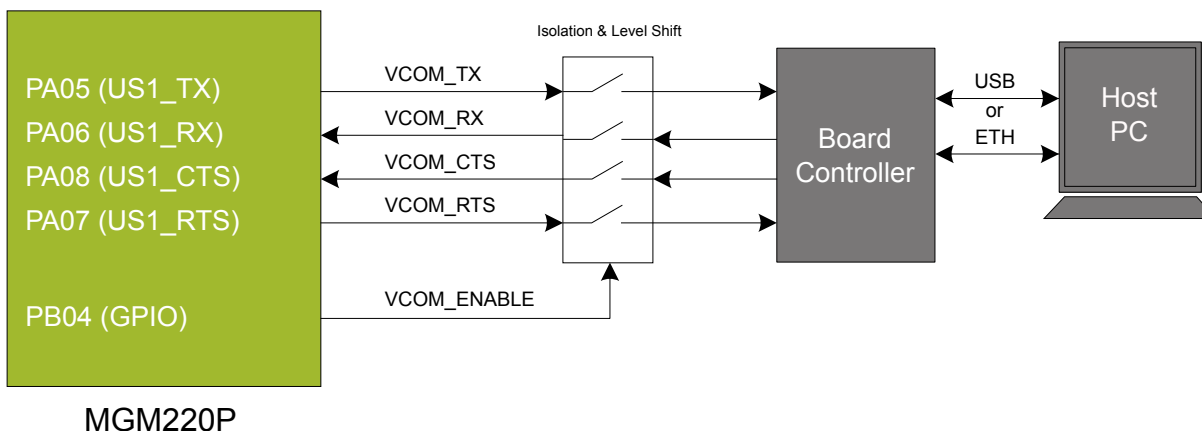 Isolation & Level Shift
PA05 (US1_TX)
VCOM_TX
PA06 (US1_RX)
VCOM_RX
PA08 (US1_CTS)
VCOM_CTS
PA07 (US1_RTS)
VCOM_RTS
PB04 (GPIO)
VCOM_ENABLE
Board
Controller
USB
or
ETH
Host
PC
MGM220P